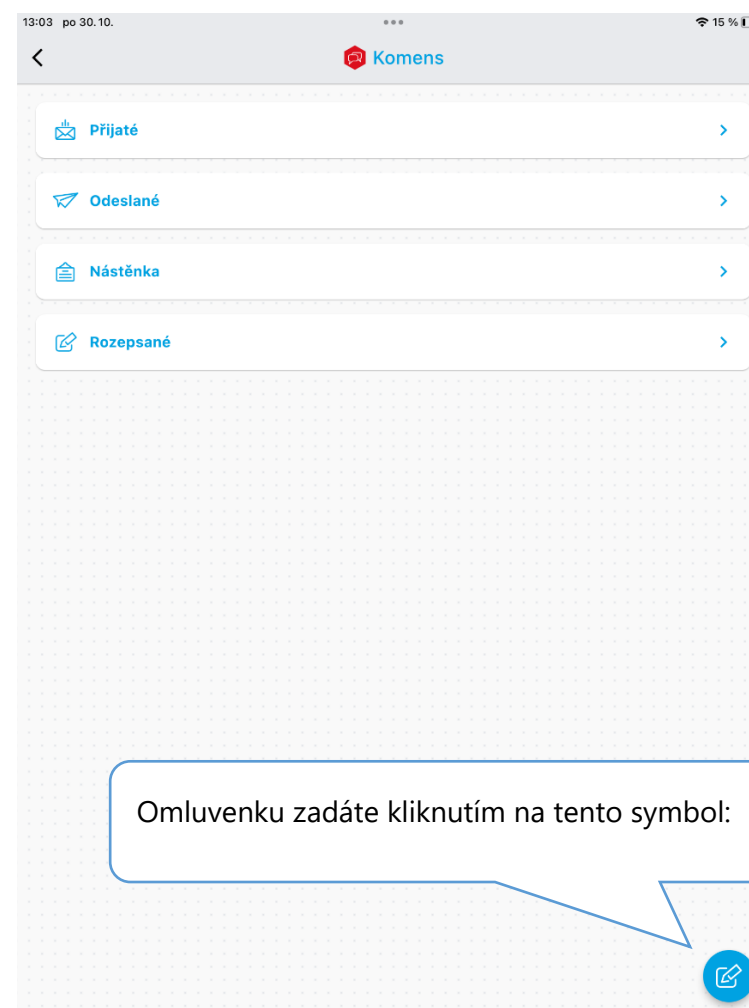 13:03 po 30. 10.
15 %
Komens
Přijaté
Odeslané
Nástěnka
Rozepsané
Omluvenku zadáte kliknutím na tento symbol: